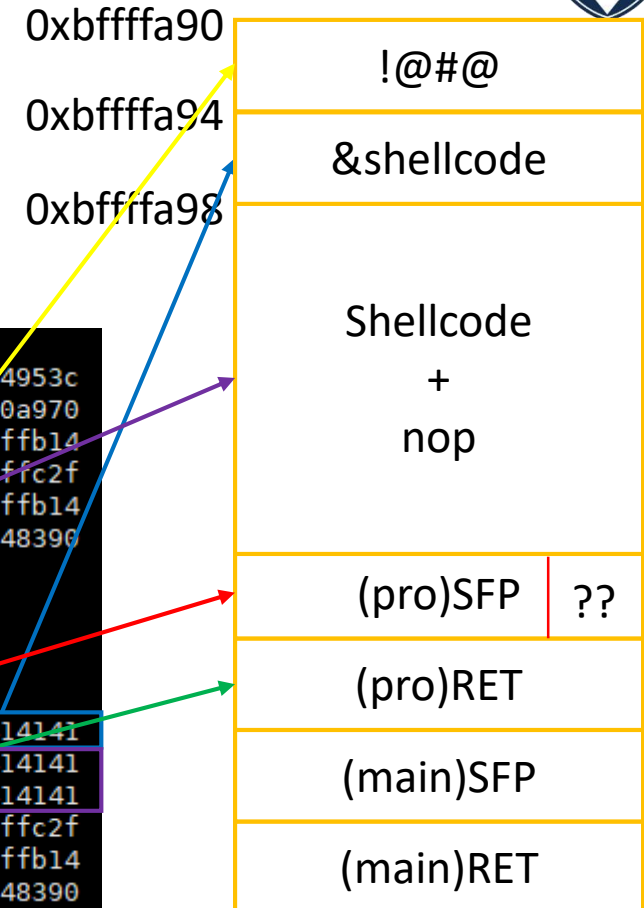 0xbffffa90
!@#@
0xbffffa94
&shellcode
0xbffffa98
Shellcode
+
nop
4953c
0a970
ffb14
ffc2f
ffb14
48390
(pro)SFP
??
(pro)RET
14141
14141
14141
ffc2f
ffb14
48390
(main)SFP
(main)RET